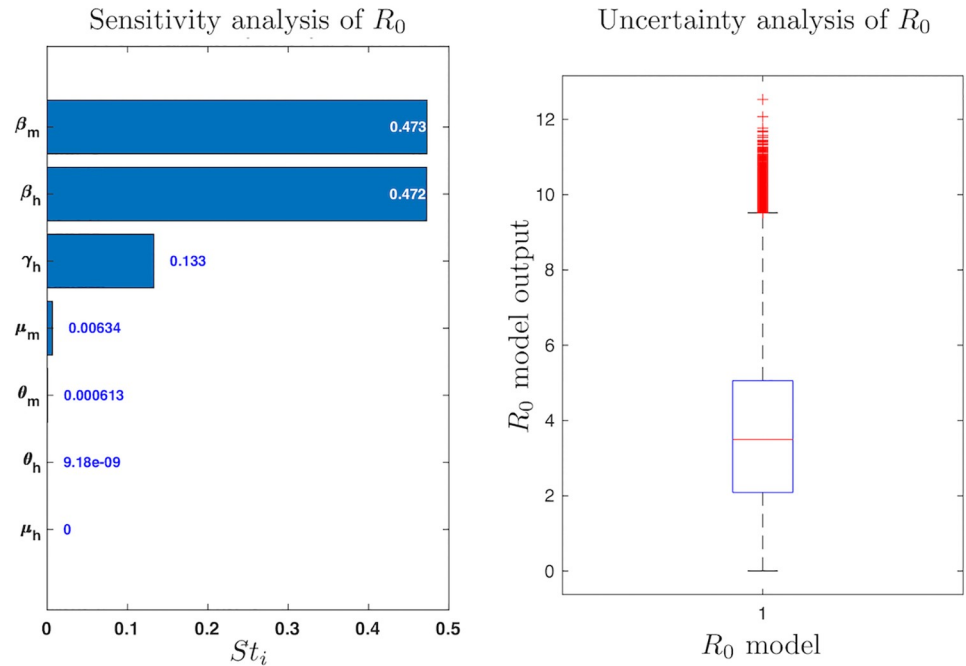 Sensitivity analysis of R₀
βₘ
0.473
βₕ
0.472
γₕ
0.133
μₘ
0.00634
θₘ
0.000613
θₕ
9.18e-09
μₕ
0
0 0.1 0.2 0.3 0.4 0.5
Stᵢ
Uncertainty analysis of R₀
R₀ model output
12
10
8
6
4
2
0
1
R₀ model